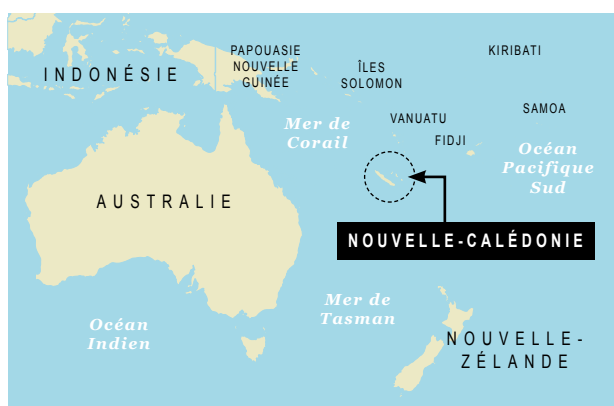 KIRIBATI
PAPOUASIE
NOUVELLE
GUINÉE
ÎLES
SOLOMON
INDONÉSIE
SAMOA
VANUATU
Mer de
Corail
FIDJI
Océan
Pacifique
Sud
AUSTRALIE
NOUVELLE-CALÉDONIE
Mer de
Tasman
Océan
Indien
NOUVELLE-
ZÉLANDE